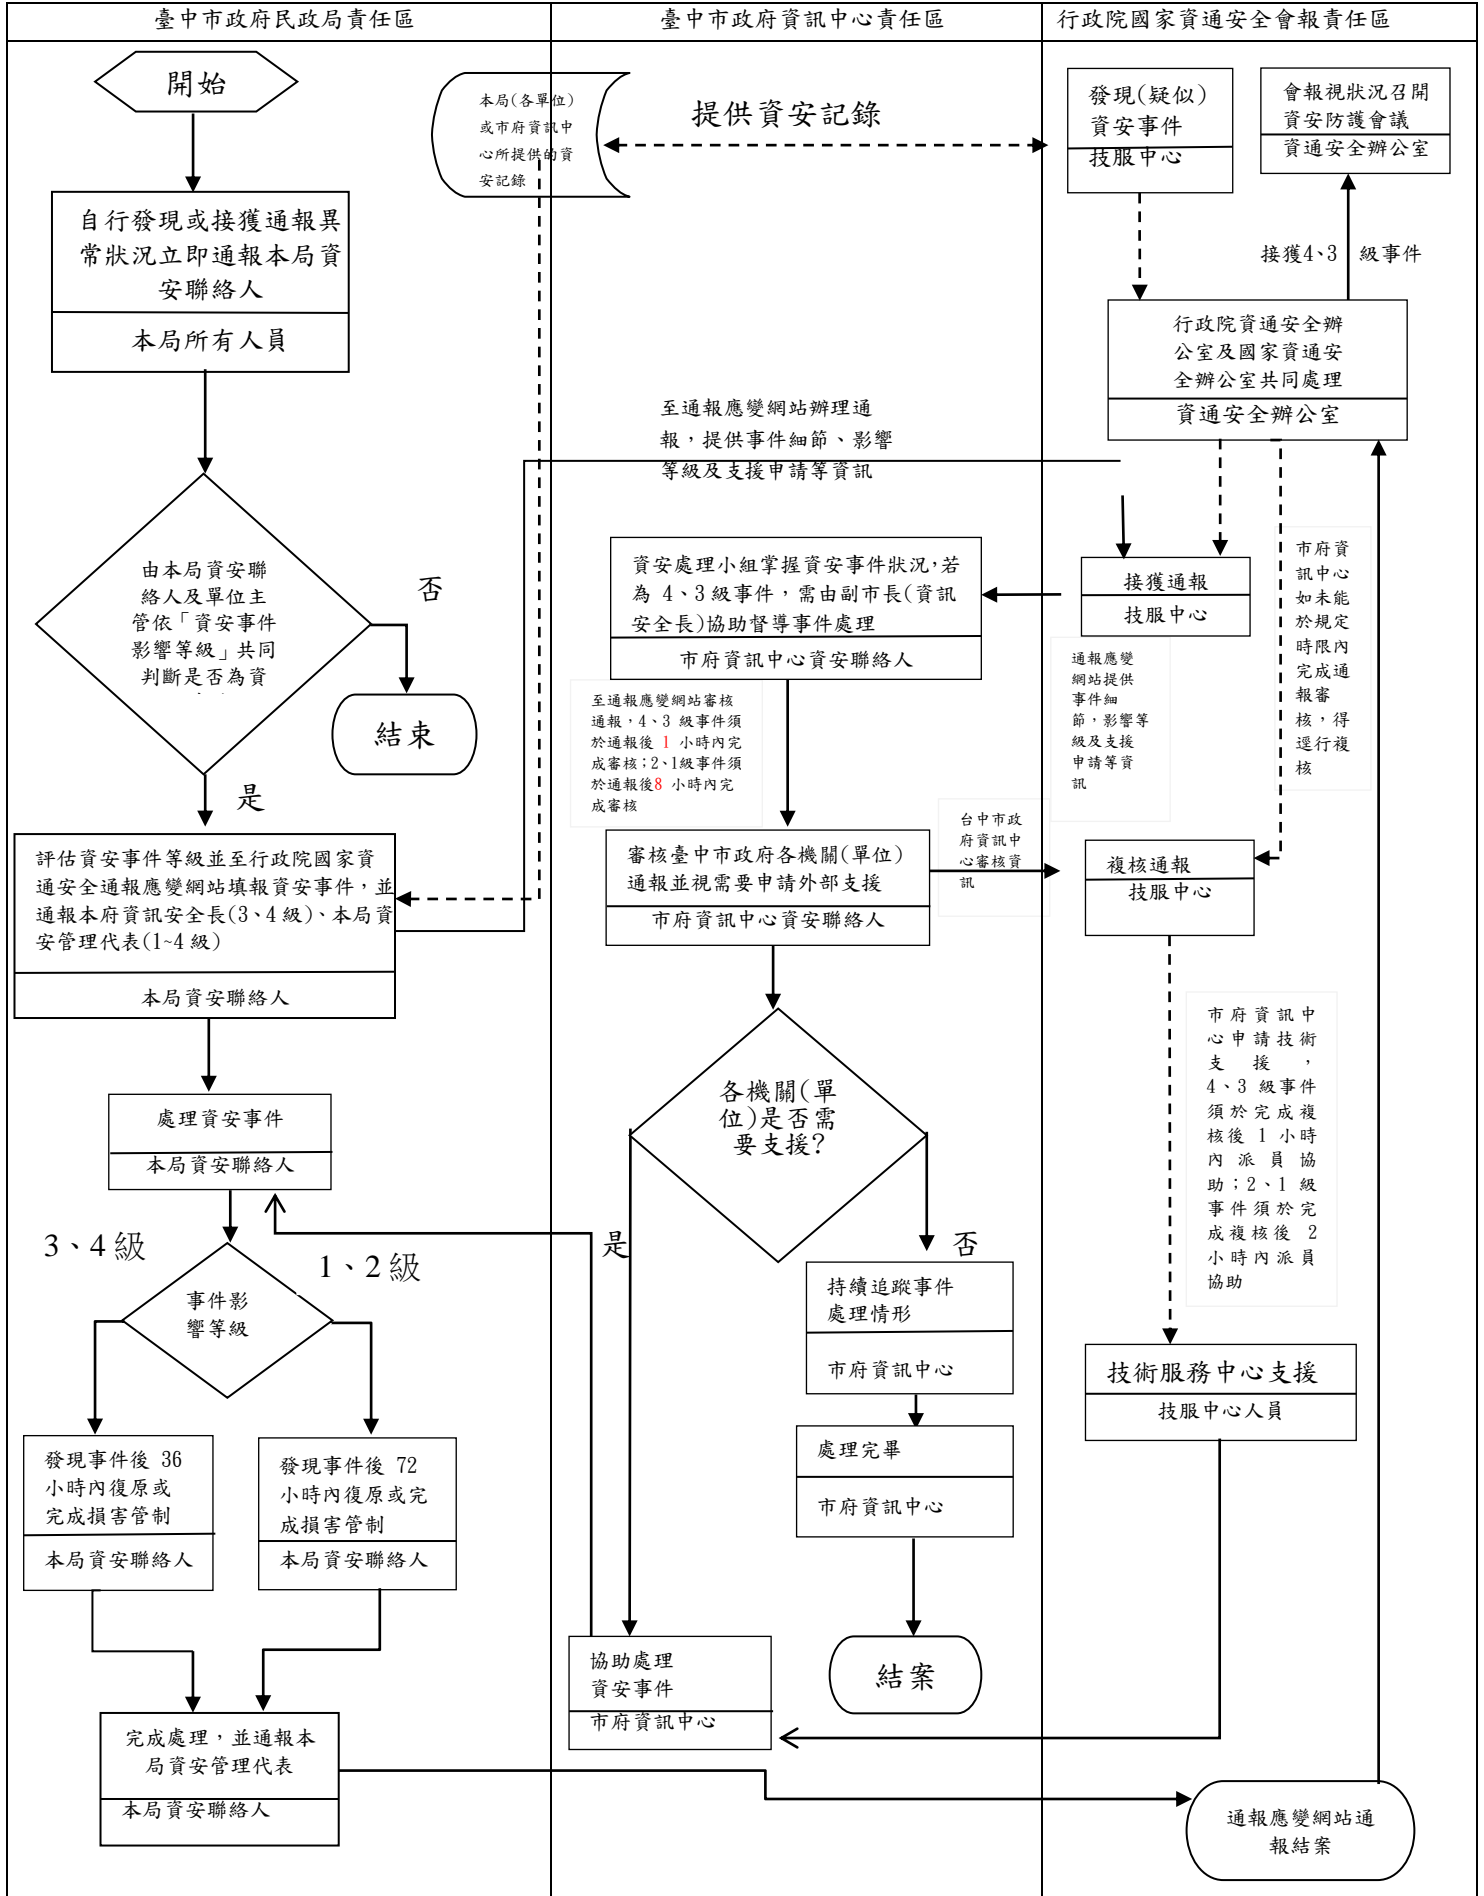 臺中市政府民政局責任區
臺中市政府資訊中心責任區
行政院國家資通安全會報責任區
開始
自行發現或接獲通報異
常狀況立即通報本局資
安聯絡人
本局所有人員
由本局資安聯
絡人及單位主
管依「資安事件
影響等級」共同
判斷是否為資
否
結束
是
評估資安事件等級並至行政院國家資
通安全通報應變網站填報資安事件，並
通報本府資訊安全長(3、4級)、本局資
安管理代表(1~4級)
本局資安聯絡人
處理資安事件
本局資安聯絡人
3、4級
1、2級
事件影
響等級
發現事件後 36
小時內復原或
完成損害管制
本局資安聯絡人
發現事件後 72
小時內復原或完
成損害管制
本局資安聯絡人
完成處理，並通報本
局資安管理代表
本局資安聯絡人
本局(各單位)
或市府資訊中
心所提供的資
安記錄
提供資安記錄
至通報應變網站辦理通
報，提供事件細節、影響
等級及支援申請等資訊
資安處理小組掌握資安事件狀況,若
為 4、3級事件，需由副市長(資訊
安全長)協助督導事件處理
市府資訊中心資安聯絡人
至通報應變網站審核
通報，4、3 級事件須
於通報後 1 小時內完
成審核；2、1級事件須
於通報後8 小時內完
成審核
審核臺中市政府各機關(單位)
通報並視需要申請外部支援
市府資訊中心資安聯絡人
台中市政
府資訊中
心審核資
訊
各機關(單
位)是否需
要支援?
是
否
持續追蹤事件
處理情形
市府資訊中心
處理完畢
市府資訊中心
結案
協助處理
資安事件
市府資訊中心
發現(疑似)
資安事件
技服中心
會報視狀況召開
資安防護會議
資通安全辦公室
接獲4、3 級事件
行政院資通安全辦
公室及國家資通安
全辦公室共同處理
資通安全辦公室
接獲通報
技服中心
通報應變
網站提供
事件細
節，影響等
級及支援
申請等資
訊
市府資
訊中心
如未能
於規定
時限內
完成通
報審
核，得
逕行複
核
複核通報
技服中心
市府資訊中
心申請技術
支援，
4、3 級事件
須於完成複
核後 1 小時
內派員協
助；2、1 級
事件須於完
成複核後 2
小時內派員
協助
技術服務中心支援
技服中心人員
通報應變網站通
報結案